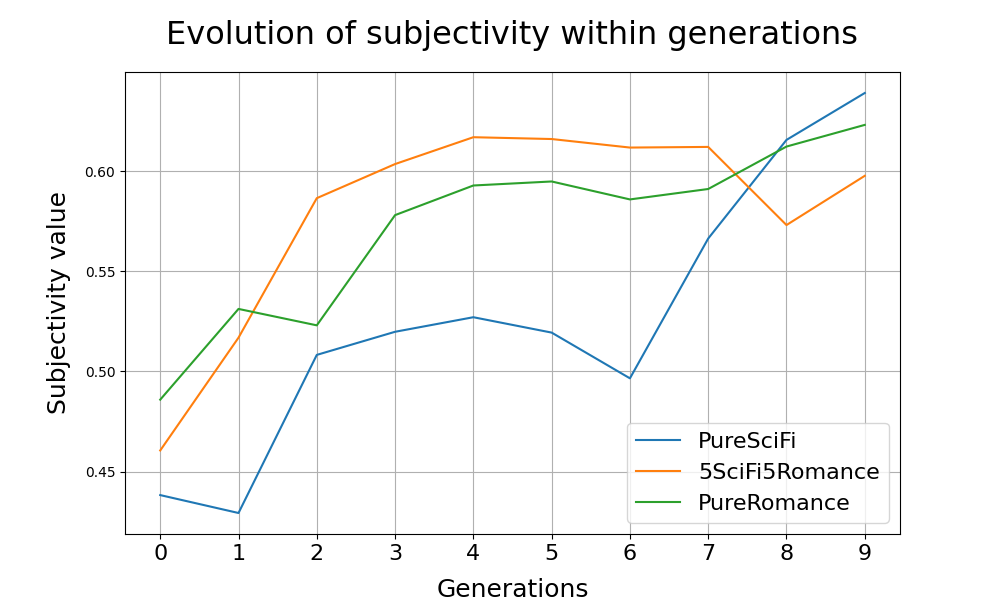 Evolution of subjectivity within generations
Subjectivity value
0.60
0.55
0.50
0.45
PureSciFi
5SciFi5Romance
PureRomance
0 1 2 3 4 5 6 7 8 9
Generations